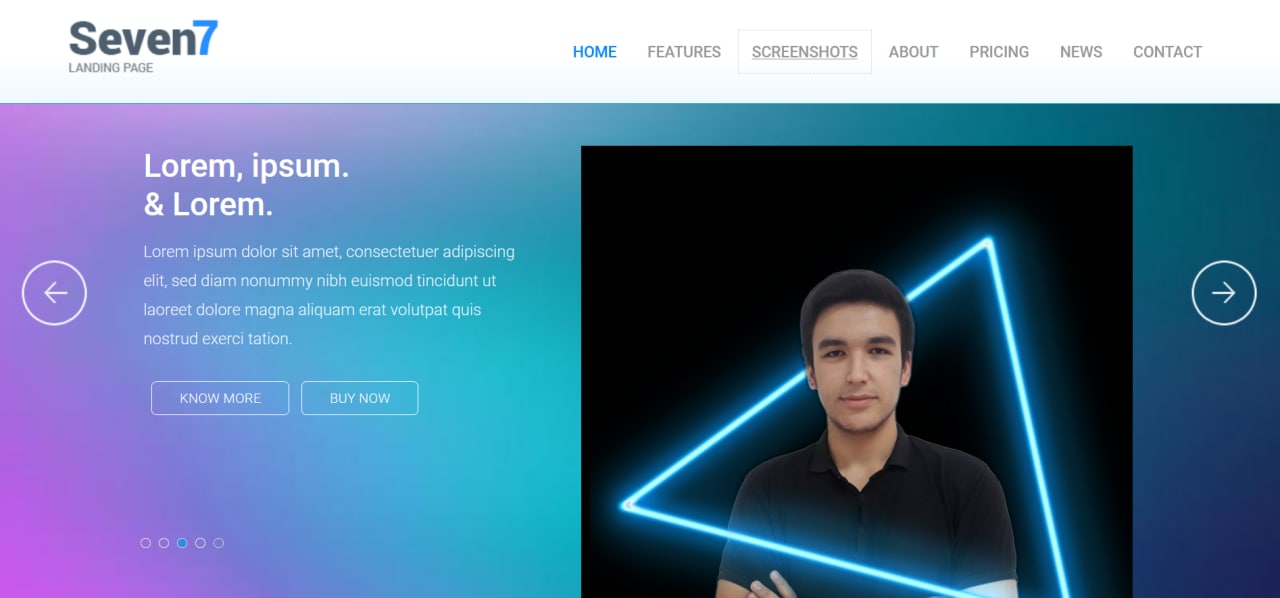 Seven7
LANDING PAGE
HOME FEATURES SCREENSHOTS ABOUT PRICING NEWS CONTACT
Lorem, ipsum.
& Lorem.
Lorem ipsum dolor sit amet, consectetuer adipiscing
elit, sed diam nonummy nibh euismod tincidunt ut
laoreet dolore magna aliquam erat volutpat quis
nostrud exerci tation.
KNOW MORE BUY NOW